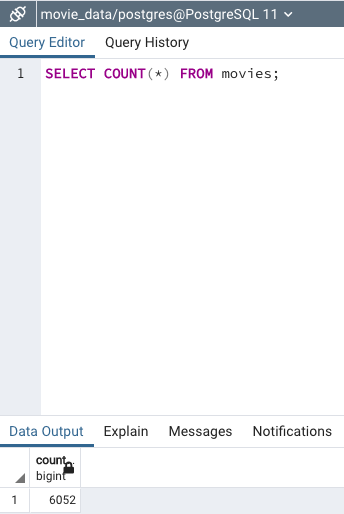 movie_data/postgres@PostgreSQL 11
Query Editor Query History
1 SELECT COUNT(*) FROM movies;
Data Output Explain Messages Notifications
count
bigint
1 6052